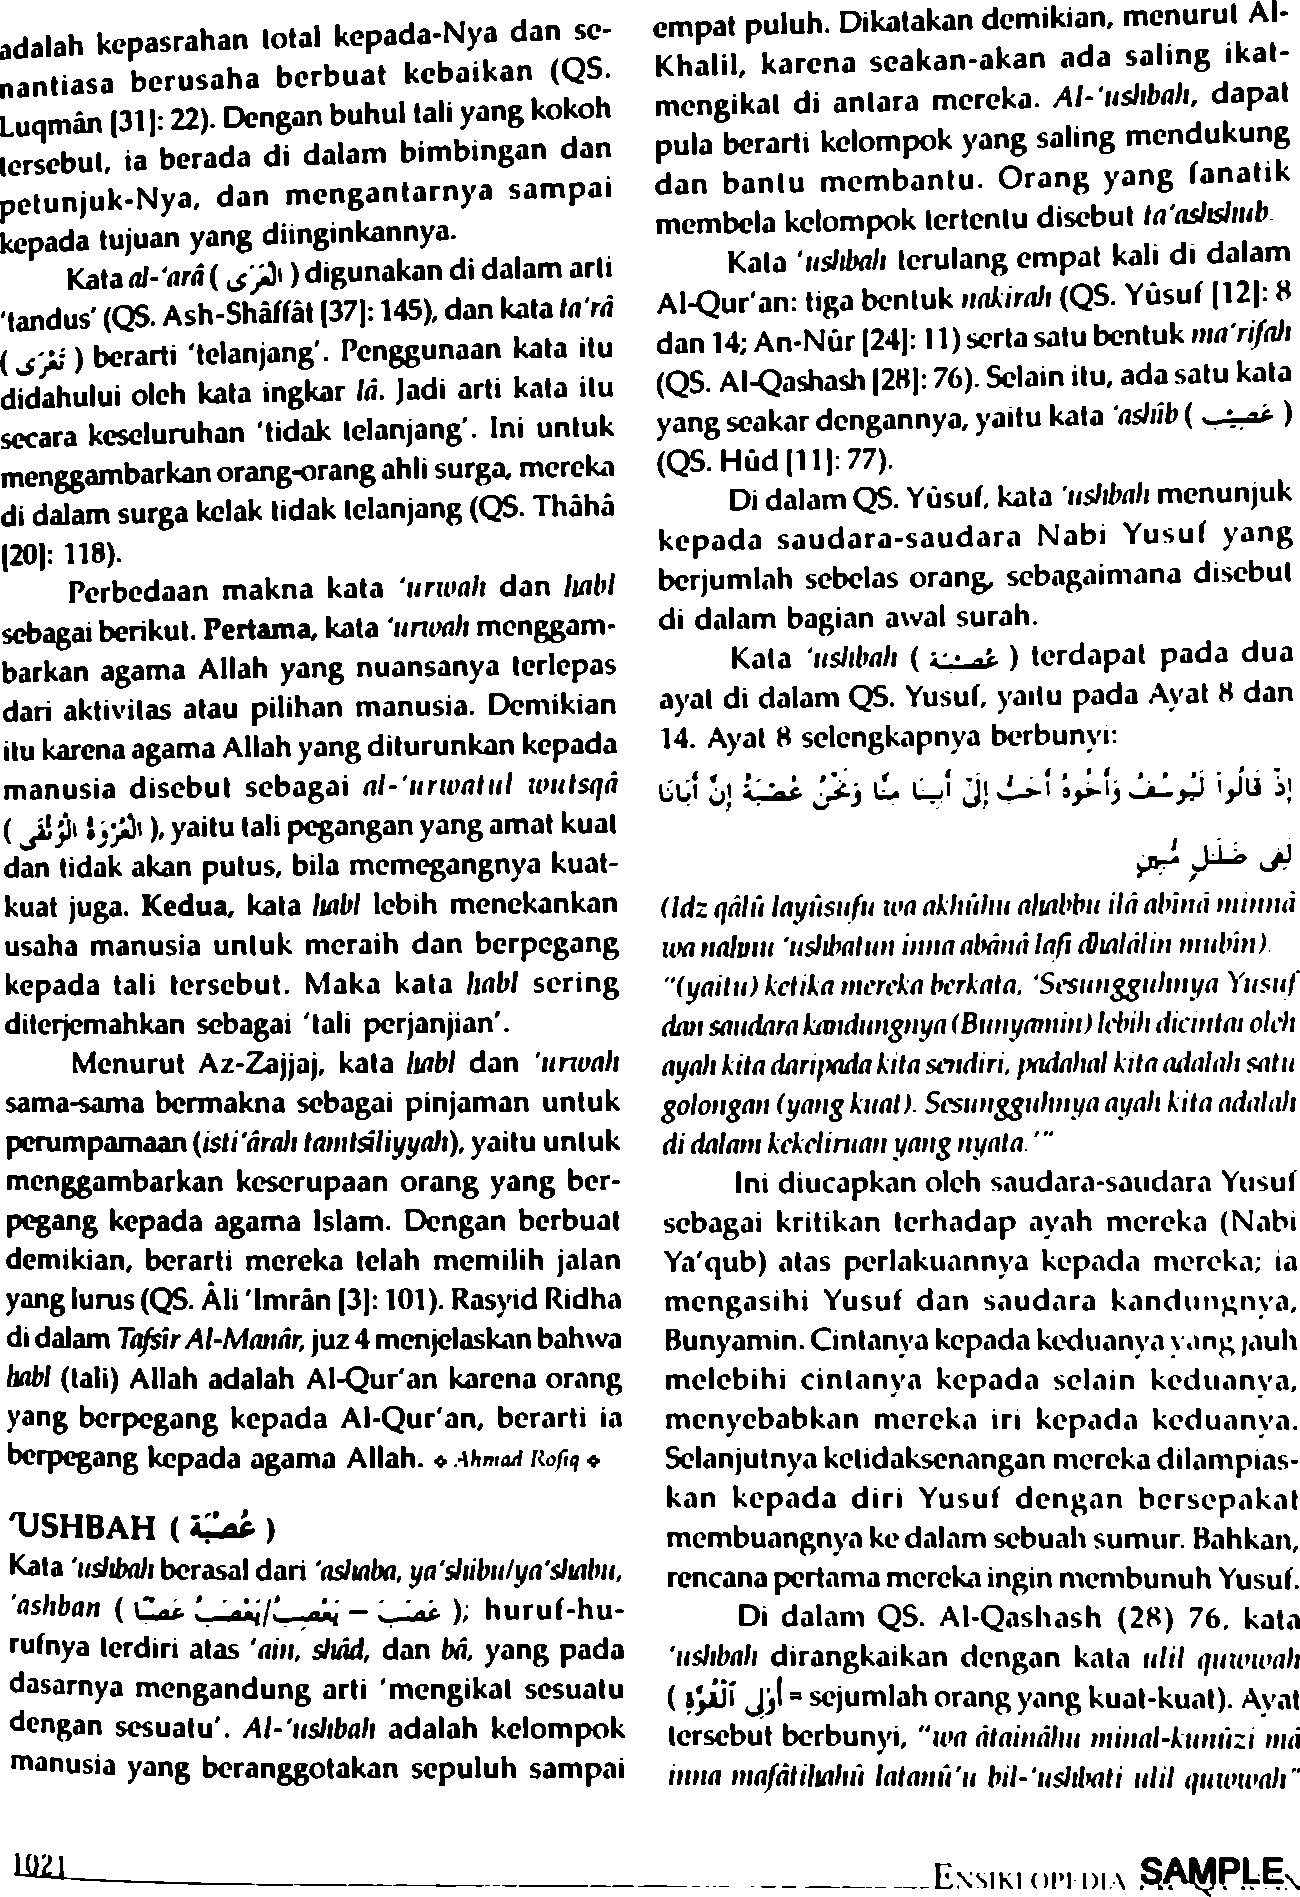 adalah kepasrahan total kepada-Nya dan se-
nantiasa berusaha berbuat kebaikan (QS.
Luqmân [31]: 22). Dengan buhul tali yang kokoh
tersebut, ia berada di dalam bimbingan dan
petunjuk-Nya, dan mengantarnya sampai
kepada tujuan yang diinginkannya.
Kata al-'arâ ( الْعَرَى ) digunakan di dalam arti
'tandus' (QS. Ash-Shâffât [37]: 145), dan kata ta'râ
( تَعْرَى ) berarti 'telanjang'. Penggunaan kata itu
didahului oleh kata ingkar lâ. Jadi arti kata itu
secara keseluruhan 'tidak telanjang'. Ini untuk
menggambarkan orang-orang ahli surga, mereka
di dalam surga kelak tidak telanjang (QS. Thâhâ
[20]: 118).
Perbedaan makna kata 'urwah dan habl
sebagai berikut. Pertama, kata 'urwah menggam-
barkan agama Allah yang nuansanya terlepas
dari aktivitas atau pilihan manusia. Demikian
itu karena agama Allah yang diturunkan kepada
manusia disebut sebagai al-'urwatul wutsqâ
( الْعُرْوَةُ الْوُثْقَى ), yaitu tali pegangan yang amat kuat
dan tidak akan putus, bila memegangnya kuat-
kuat juga. Kedua, kata habl lebih menekankan
usaha manusia untuk meraih dan berpegang
kepada tali tersebut. Maka kata habl sering
diterjemahkan sebagai 'tali perjanjian'.
Menurut Az-Zajjaj, kata habl dan 'urwah
sama-sama bermakna sebagai pinjaman untuk
perumpamaan (isti'ârah tamtsîliyyah), yaitu untuk
menggambarkan keserupaan orang yang ber-
pegang kepada agama Islam. Dengan berbuat
demikian, berarti mereka telah memilih jalan
yang lurus (QS. Âli 'Imrân [3]: 101). Rasyid Ridha
di dalam Tafsîr Al-Manâr, juz 4 menjelaskan bahwa
habl (tali) Allah adalah Al-Qur'an karena orang
yang berpegang kepada Al-Qur'an, berarti ia
berpegang kepada agama Allah. ❖ Ahmad Rofiq ❖
'USHBAH ( عُصْبَة )
Kata 'ushbah berasal dari 'ashaba, ya'shibu/ya'shabu,
'ashban ( عَصَبَ – يَعْصِبُ/يَعْصَبُ عَصْبًا ); huruf-hu-
rufnya terdiri atas 'ain, shâd, dan bâ, yang pada
dasarnya mengandung arti 'mengikat sesuatu
dengan sesuatu'. Al-'ushbah adalah kelompok
manusia yang beranggotakan sepuluh sampai
empat puluh. Dikatakan demikian, menurut Al-
Khalil, karena seakan-akan ada saling ikat-
mengikat di antara mereka. Al-'ushbah, dapat
pula berarti kelompok yang saling mendukung
dan bantu membantu. Orang yang fanatik
membela kelompok tertentu disebut ta'ashshub.
Kata 'ushbah terulang empat kali di dalam
Al-Qur'an: tiga bentuk nakirah (QS. Yûsuf [12]: 8
dan 14; An-Nûr [24]: 11) serta satu bentuk ma'rifah
(QS. Al-Qashash [28]: 76). Selain itu, ada satu kata
yang seakar dengannya, yaitu kata 'ashîb ( عَصِيْبٌ )
(QS. Hûd [11]: 77).
Di dalam QS. Yûsuf, kata 'ushbah menunjuk
kepada saudara-saudara Nabi Yusuf yang
berjumlah sebelas orang, sebagaimana disebut
di dalam bagian awal surah.
Kata 'ushbah ( عُصْبَة ) terdapat pada dua
ayat di dalam QS. Yusuf, yaitu pada Ayat 8 dan
14. Ayat 8 selengkapnya berbunyi:
إِذْ قَالُوا لَيُوسُفُ وَأَخُوهُ أَحَبُّ إِلَىٰ أَبِينَا مِنَّا وَنَحْنُ عُصْبَةٌ إِنَّ أَبَانَا
لَفِى ضَلَٰلٍ مُّبِينٍ
(Idz qâlû layûsufu wa akhûhu ahabbu ilâ abînâ minnâ
wa nahnu 'ushbatun inna abânâ lafî dhalâlin mubîn).
"(yaitu) ketika mereka berkata, 'Sesungguhnya Yusuf
dan saudara kandungnya (Bunyamin) lebih dicintai oleh
ayah kita daripada kita sendiri, padahal kita adalah satu
golongan (yang kuat). Sesungguhnya ayah kita adalah
di dalam kekeliruan yang nyata.'"
Ini diucapkan oleh saudara-saudara Yusuf
sebagai kritikan terhadap ayah mereka (Nabi
Ya'qub) atas perlakuannya kepada mereka; ia
mengasihi Yusuf dan saudara kandungnya,
Bunyamin. Cintanya kepada keduanya yang jauh
melebihi cintanya kepada selain keduanya,
menyebabkan mereka iri kepada keduanya.
Selanjutnya ketidaksenangan mereka dilampias-
kan kepada diri Yusuf dengan bersepakat
membuangnya ke dalam sebuah sumur. Bahkan,
rencana pertama mereka ingin membunuh Yusuf.
Di dalam QS. Al-Qashash (28) 76, kata
'ushbah dirangkaikan dengan kata ulil quwwah
( أُولِى ٱلْقُوَّةِ = sejumlah orang yang kuat-kuat). Ayat
tersebut berbunyi, "wa âtainâhu minal-kunûzi mâ
inna mafâtihahû latanû'u bil-'ushbati ulil quwwah"
1021
ENSIKLOPEDIA SAMPLE